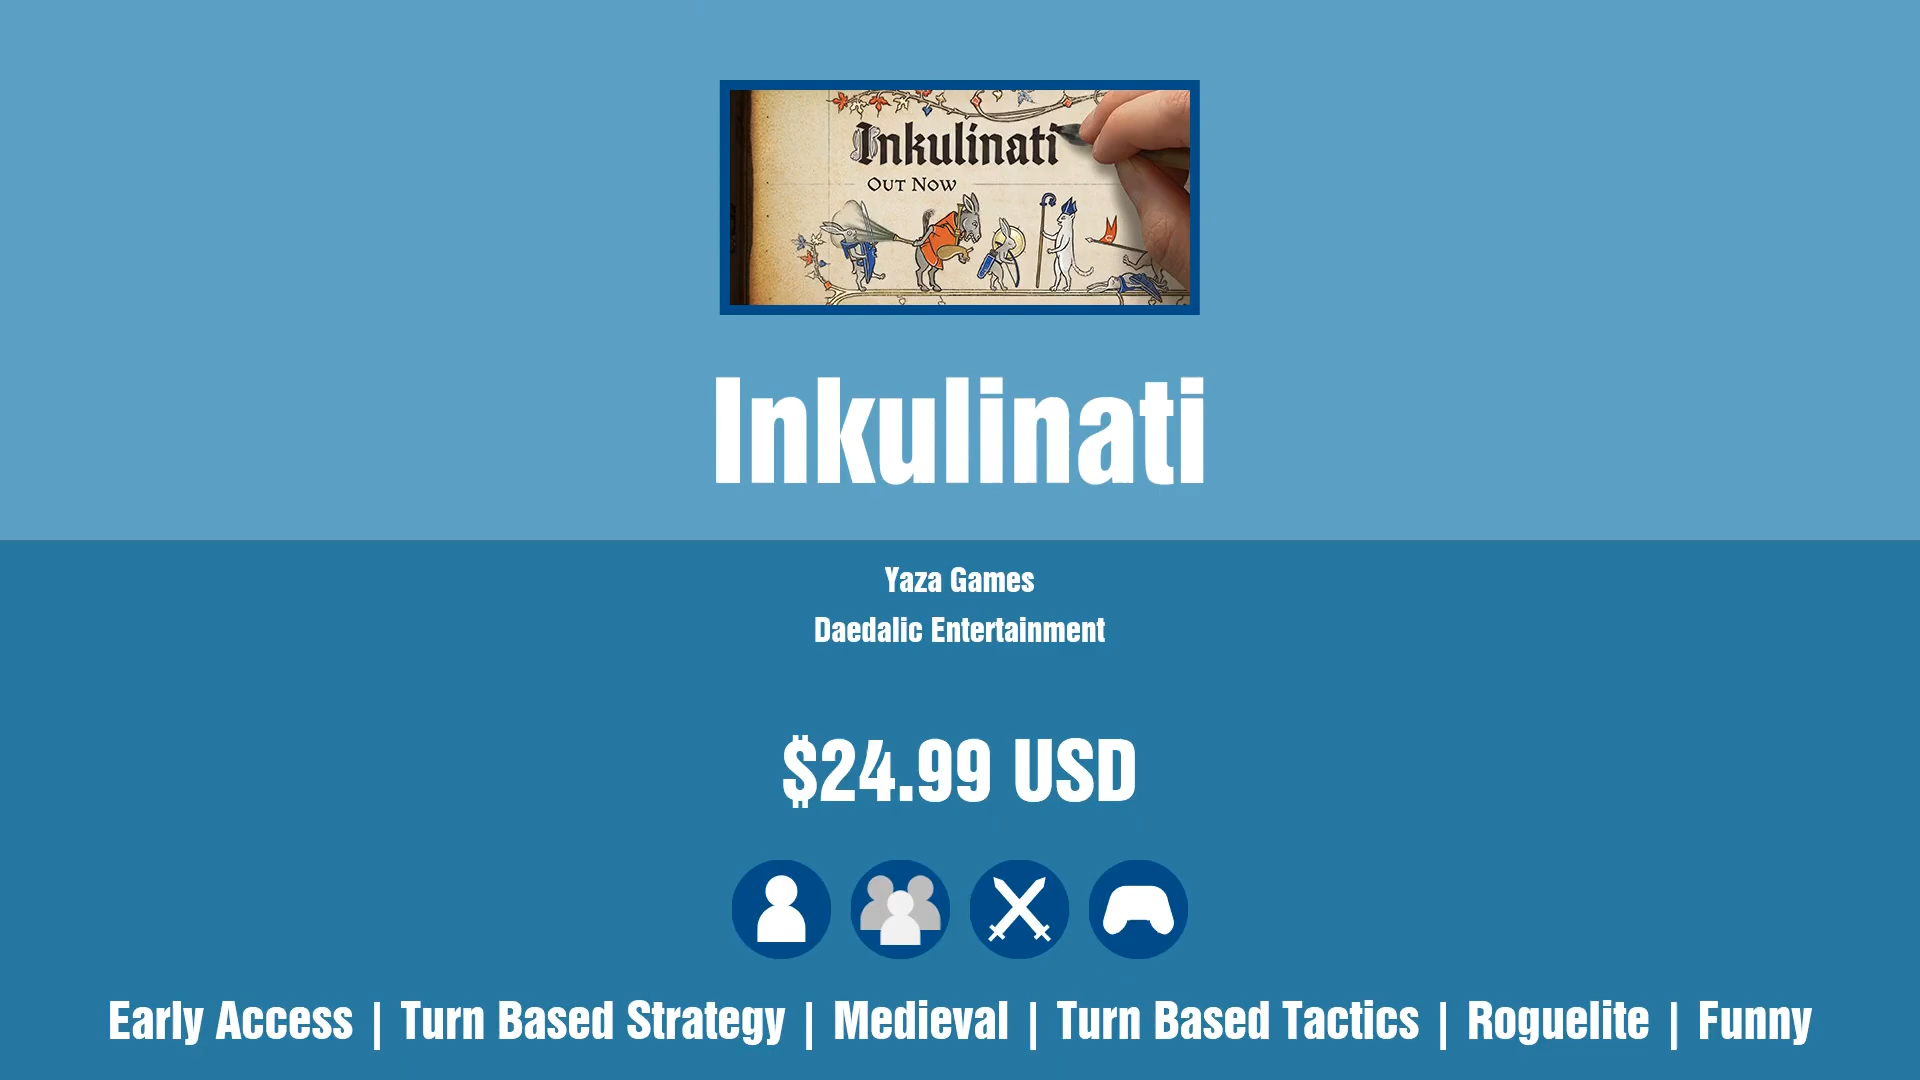 Inkulinati
Out Now
Inkulinati
Yaza Games
Daedalic Entertainment
$24.99 USD
Early Access | Turn Based Strategy | Medieval | Turn Based Tactics | Roguelite | Funny